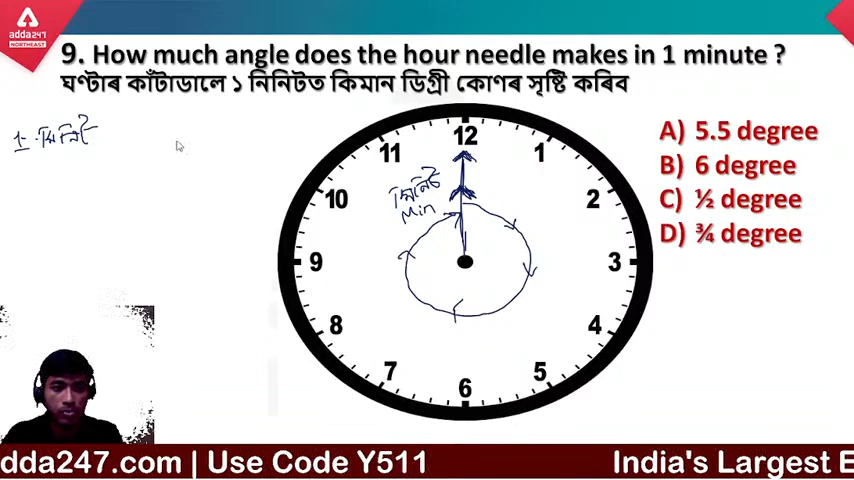 adda247
NORTHEAST
9. How much angle does the hour needle makes in 1 minute ?
ঘণ্টাৰ কাঁটাডালে ১ নিনিটত কিমান ডিগ্ৰী কোণৰ সৃষ্টি কৰিব
1- মিনিট
A) 5.5 degree
B) 6 degree
C) ½ degree
D) ¾ degree
12
1
2
3
4
5
6
7
8
9
10
11
মিনিট
Min
dda247.com | Use Code Y511
India's Largest E